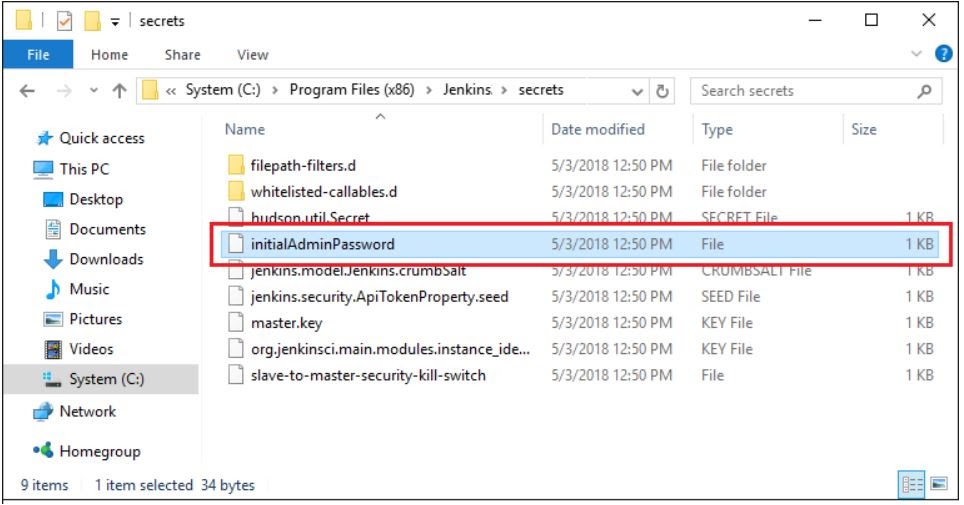 secrets
File Home Share View
« System (C:) > Program Files (x86) > Jenkins. > secrets Search secrets
Name Date modified Type Size
Quick access
This PC
Desktop
Documents
Downloads
Music
Pictures
Videos
System (C:)
Network
Homegroup
filepath-filters.d 5/3/2018 12:50 PM File folder
whitelisted-callables.d 5/3/2018 12:50 PM File folder
hudson.util.Secret 5/3/2018 12:50 PM SECRET File 1 KB
initialAdminPassword 5/3/2018 12:50 PM File 1 KB
jenkins.model.Jenkins.crumbSalt 5/3/2018 12:50 PM CRUMBSALT File 1 KB
jenkins.security.ApiTokenProperty.seed 5/3/2018 12:50 PM SEED File 1 KB
master.key 5/3/2018 12:50 PM KEY File 1 KB
org.jenkinsci.main.modules.instance_ide... 5/3/2018 12:50 PM KEY File 1 KB
slave-to-master-security-kill-switch 5/3/2018 12:50 PM File 1 KB
9 items 1 item selected 34 bytes